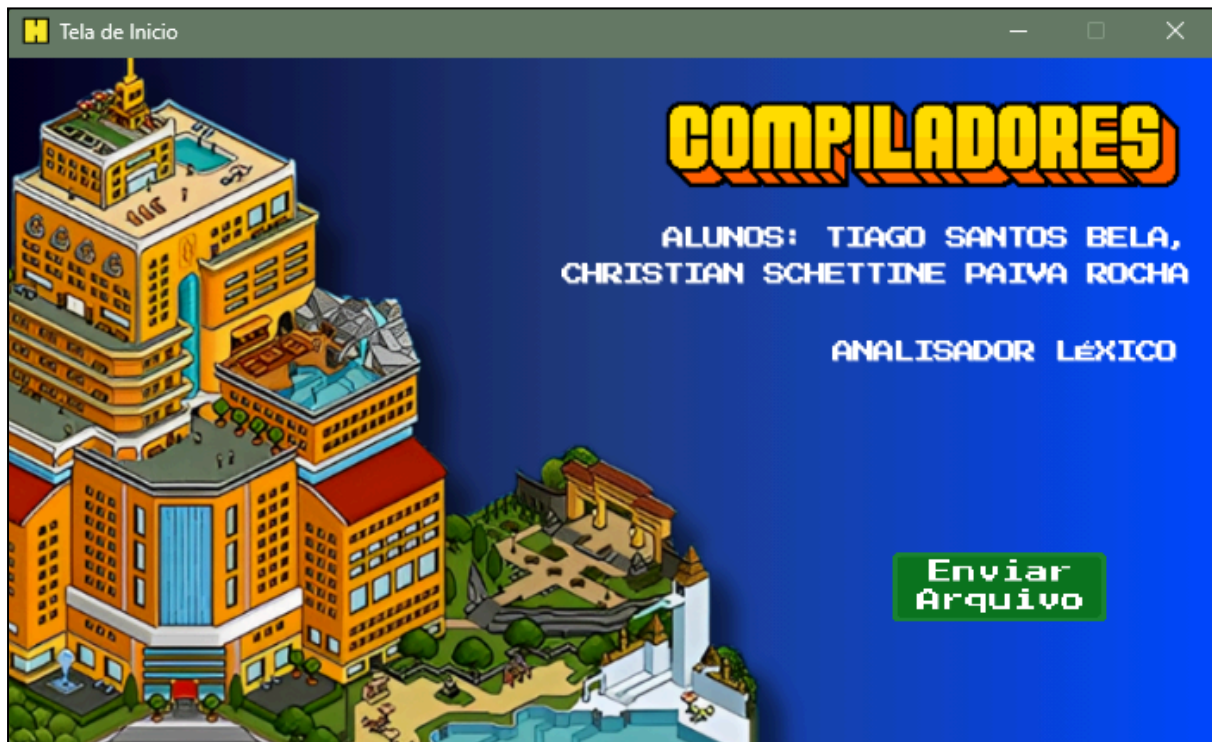 Tela de Inicio
COMPILADORES
ALUNOS: TIAGO SANTOS BELA,
CHRISTIAN SCHETTINE PAIVA ROCHA
ANALISADOR LéXICO
Enviar
Arquivo